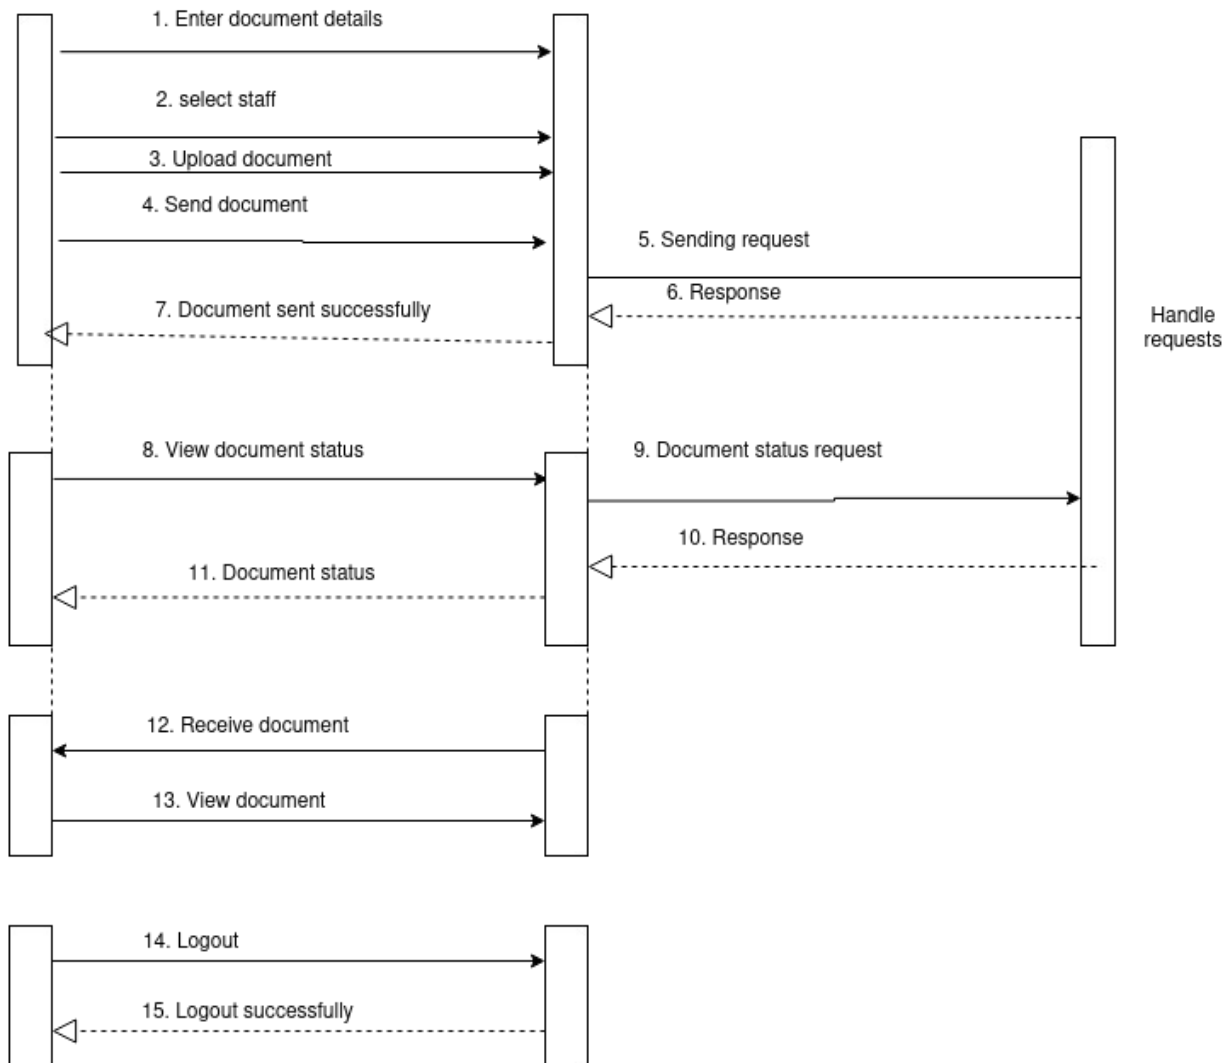 1. Enter document details
2. select staff
3. Upload document
4. Send document
5. Sending request
6. Response
7. Document sent successfully
Handle
requests
8. View document status
9. Document status request
10. Response
11. Document status
12. Receive document
13. View document
14. Logout
15. Logout successfully